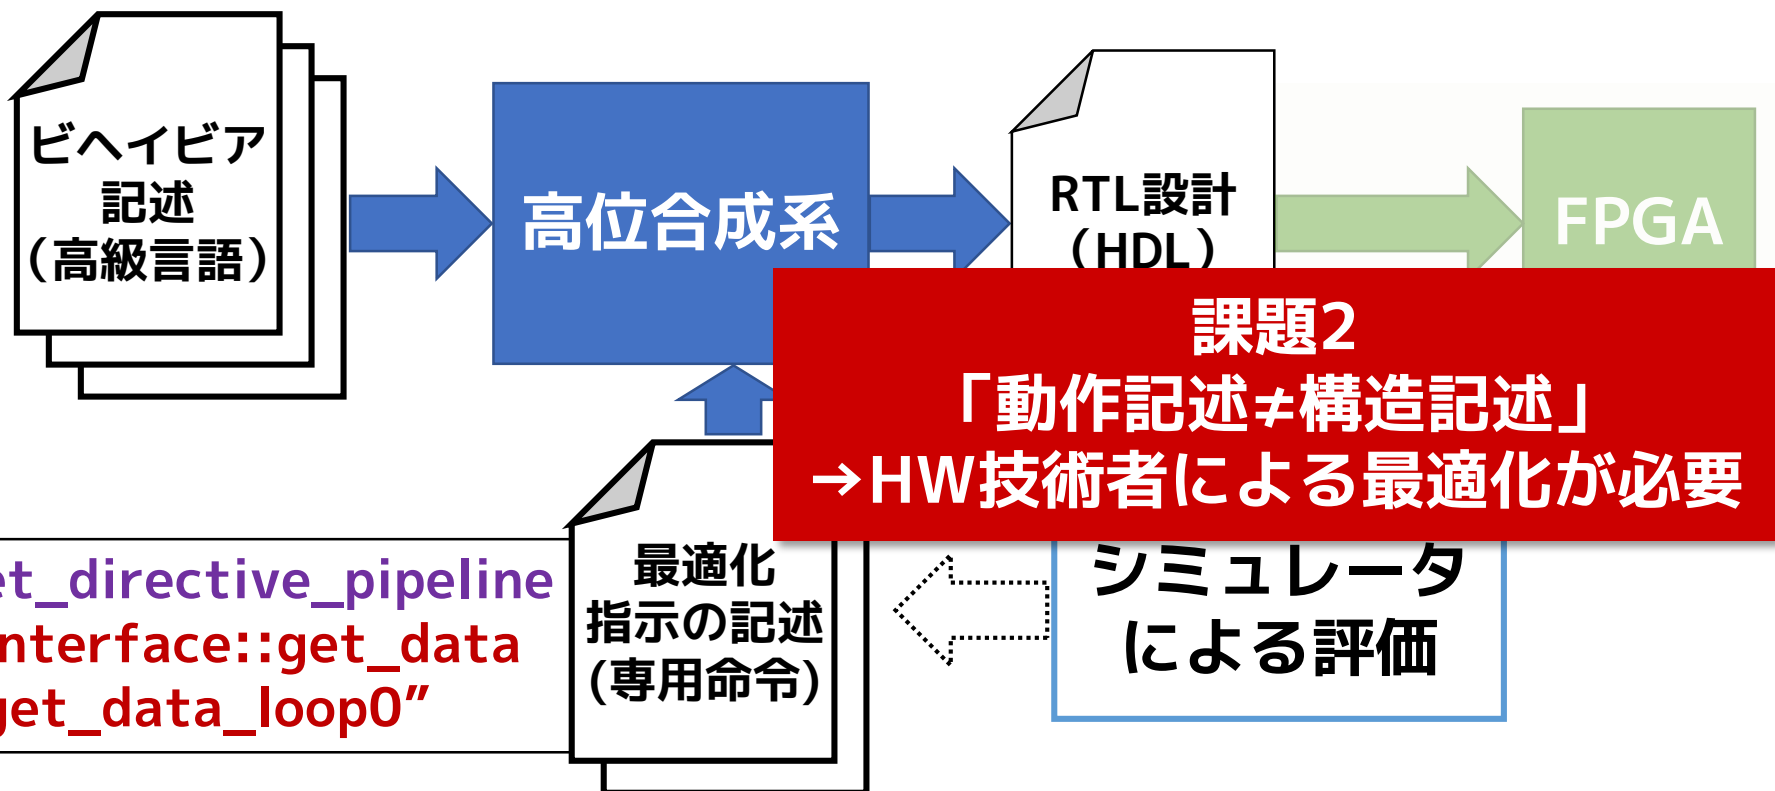 ビヘイビア
記述
（高級言語）
高位合成系
RTL設計
（HDL）
FPGA
課題2
「動作記述≠構造記述」
→HW技術者による最適化が必要
et_directive_pipeline
nterface::get_data
get_data_loop0”
最適化
指示の記述
(専用命令)
シミュレータ
による評価